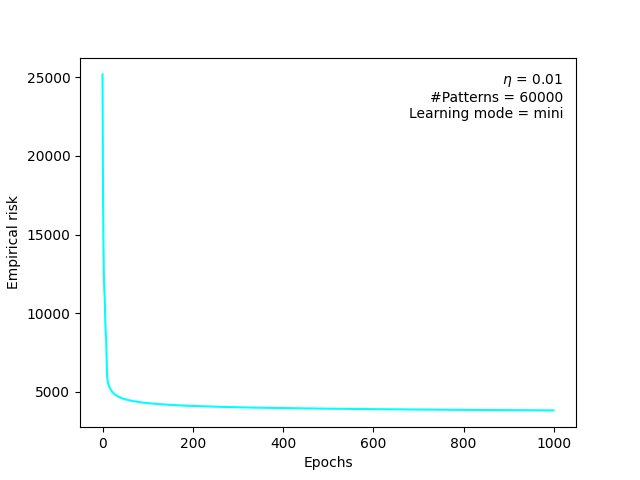 η = 0.01
#Patterns = 60000
Learning mode = mini
25000
20000
15000
10000
5000
Empirical risk
0 200 400 600 800 1000
Epochs